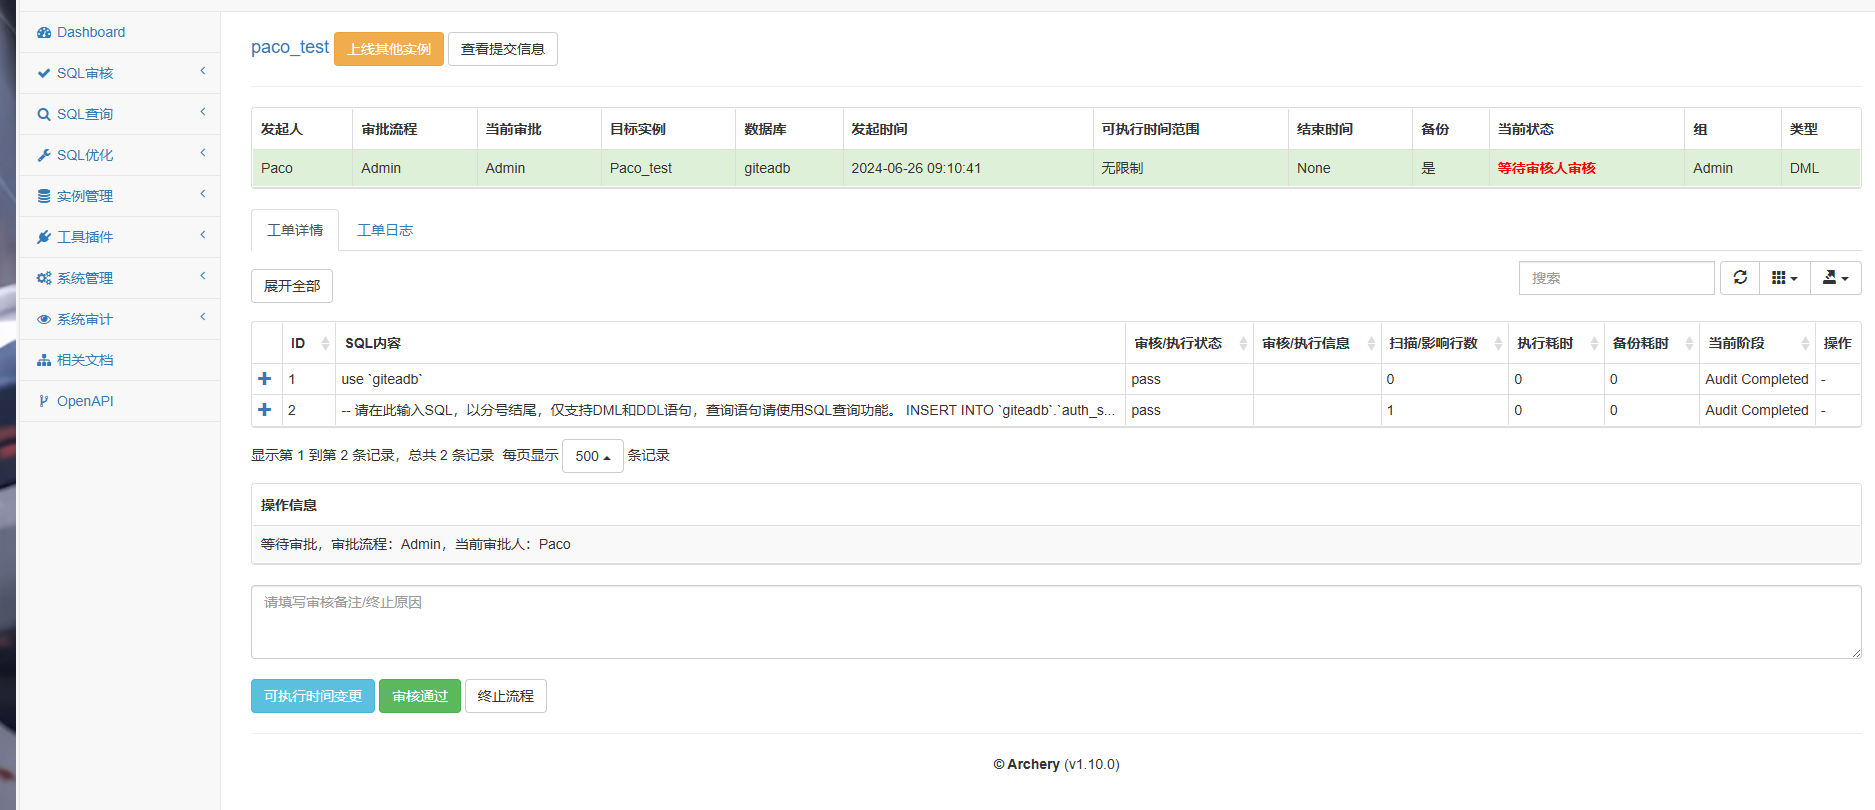 Dashboard
SQL审核
SQL查询
SQL优化
实例管理
工具插件
系统管理
系统审计
相关文档
OpenAPI
paco_test 上线其他实例 查看提交信息
发起人 审批流程 当前审批 目标实例 数据库 发起时间 可执行时间范围 结束时间 备份 当前状态 组 类型
Paco Admin Admin Paco_test giteadb 2024-06-26 09:10:41 无限制 None 是 等待审核人审核 Admin DML
工单详情 工单日志
展开全部 搜索
ID SQL内容 审核/执行状态 审核/执行信息 扫描/影响行数 执行耗时 备份耗时 当前阶段 操作
1 use `giteadb` pass 0 0 0 Audit Completed -
2 -- 请在此输入SQL，以分号结尾，仅支持DML和DDL语句，查询语句请使用SQL查询功能。 INSERT INTO `giteadb`.`auth_s... pass 1 0 0 Audit Completed -
显示第 1 到第 2 条记录，总共 2 条记录 每页显示 500 条记录
操作信息
等待审批，审批流程：Admin，当前审批人：Paco
请填写审核备注/终止原因
可执行时间变更 审核通过 终止流程
© Archery (v1.10.0)